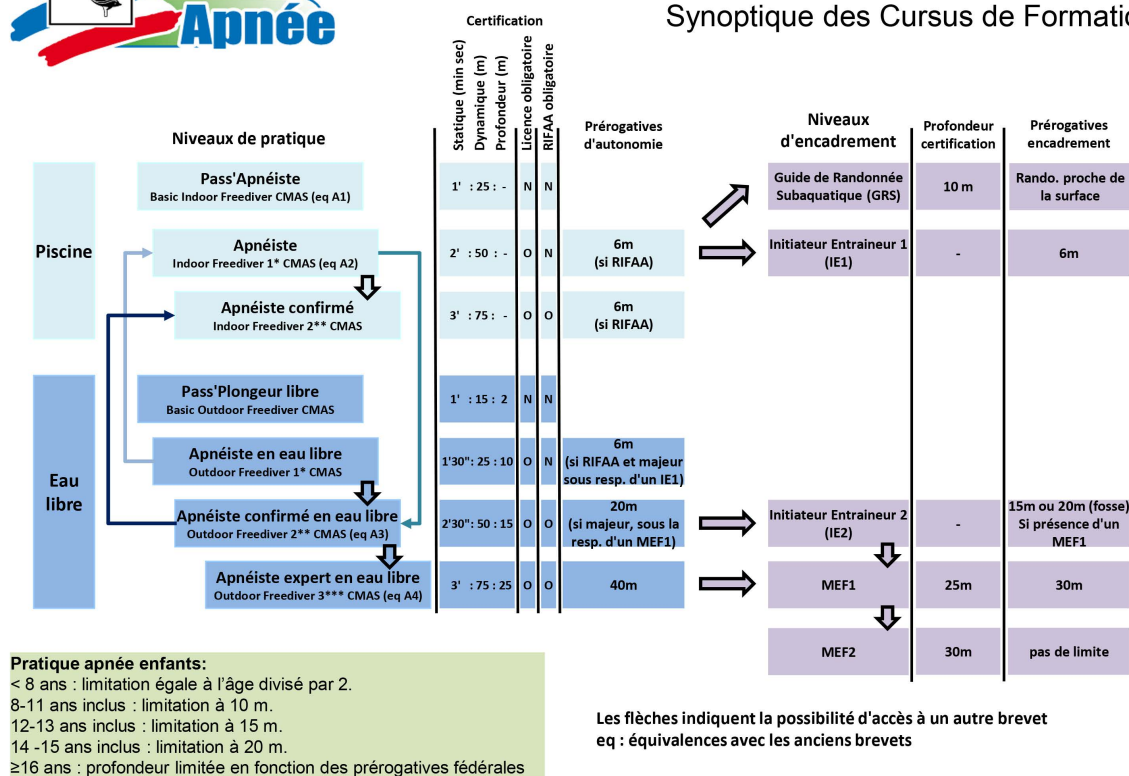 Apnée
Synoptique des Cursus de Formatio
Certification
Statique (min sec)
Dynamique (m)
Profondeur (m)
Licence obligatoire
RIFAA obligatoire
Niveaux de pratique
Prérogatives
d'autonomie
Niveaux
d'encadrement
Profondeur
certification
Prérogatives
encadrement
Piscine
Pass'Apnéiste
Basic Indoor Freediver CMAS (eq A1)
1' : 25 : - N N
Guide de Randonnée
Subaquatique (GRS)
10 m
Rando. proche de
la surface
Apnéiste
Indoor Freediver 1* CMAS (eq A2)
2' : 50 : - O N
6m
(si RIFAA)
Initiateur Entraineur 1
(IE1)
-
6m
Apnéiste confirmé
Indoor Freediver 2** CMAS
3' : 75 : - O O
6m
(si RIFAA)
Eau
libre
Pass'Plongeur libre
Basic Outdoor Freediver CMAS
1' : 15 : 2 N N
Apnéiste en eau libre
Outdoor Freediver 1* CMAS
1'30": 25 : 10 O N
6m
(si RIFAA et majeur
sous resp. d'un IE1)
Apnéiste confirmé en eau libre
Outdoor Freediver 2** CMAS (eq A3)
2'30": 50 : 15 O O
20m
(si majeur, sous la
resp. d'un MEF1)
Initiateur Entraineur 2
(IE2)
-
15m ou 20m (fosse)
Si présence d'un
MEF1
Apnéiste expert en eau libre
Outdoor Freediver 3*** CMAS (eq A4)
3' : 75 : 25 O O
40m
MEF1
25m
30m
MEF2
30m
pas de limite
Pratique apnée enfants:
< 8 ans : limitation égale à l'âge divisé par 2.
8-11 ans inclus : limitation à 10 m.
12-13 ans inclus : limitation à 15 m.
14 -15 ans inclus : limitation à 20 m.
≥16 ans : profondeur limitée en fonction des prérogatives fédérales
Les flèches indiquent la possibilité d'accès à un autre brevet
eq : équivalences avec les anciens brevets